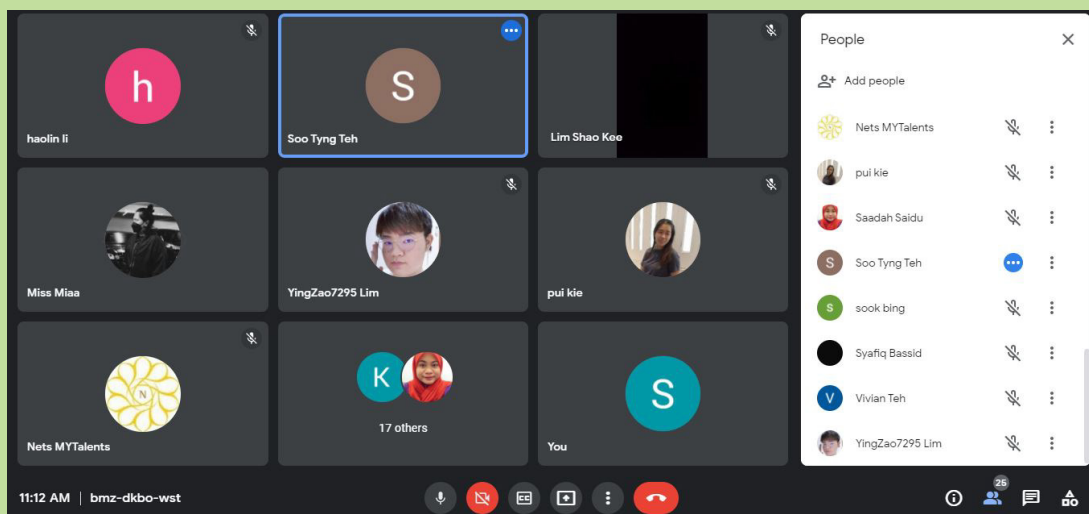 h
haolin li
S
Soo Tyng Teh
Lim Shao Kee
Miss Miaa
YingZao7295 Lim
pui kie
N
Nets MYTalents
K
17 others
S
You
People
Add people
Nets MYTalents
pui kie
Saadah Saidu
S
Soo Tyng Teh
s
sook bing
Syafiq Bassid
V
Vivian Teh
YingZao7295 Lim
11:12 AM | bmz-dkbo-wst
CC
25